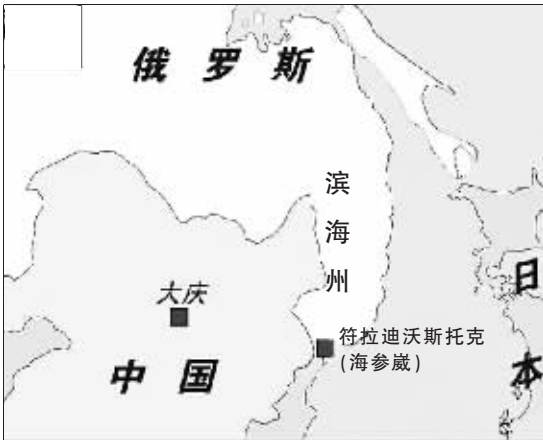 俄罗斯
滨海州
大庆
符拉迪沃斯托克
(海参崴)
中国
日本